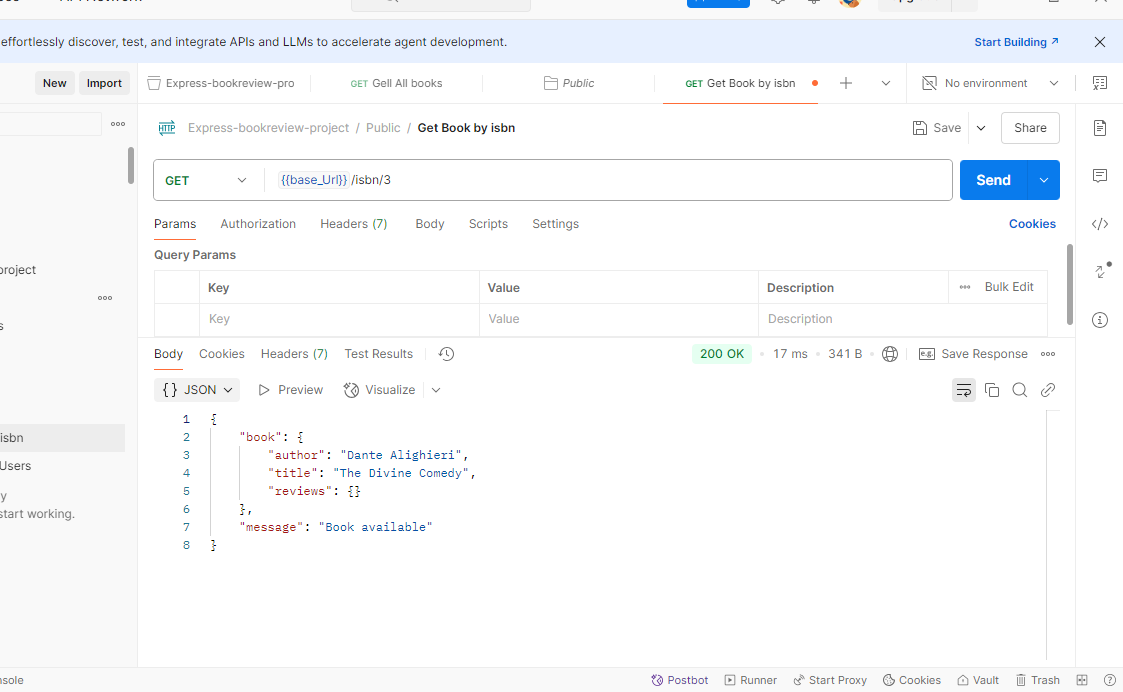 effortlessly discover, test, and integrate APIs and LLMs to accelerate agent development.
Start Building ↗
New
Import
Express-bookreview-pro
GET Gell All books
Public
GET Get Book by isbn
No environment
Express-bookreview-project / Public / Get Book by isbn
Save
Share
GET
{{base_Url}} /isbn/3
Send
Params
Authorization
Headers (7)
Body
Scripts
Settings
Cookies
Query Params
Key
Value
Description
Bulk Edit
Key
Value
Description
Body
Cookies
Headers (7)
Test Results
200 OK
17 ms
341 B
e.g.
Save Response
{} JSON
Preview
Visualize
1 {
2 "book": {
3 "author": "Dante Alighieri",
4 "title": "The Divine Comedy",
5 "reviews": {}
6 },
7 "message": "Book available"
8 }
project
s
isbn
Users
y
start working.
nsole
Postbot
Runner
Start Proxy
Cookies
Vault
Trash